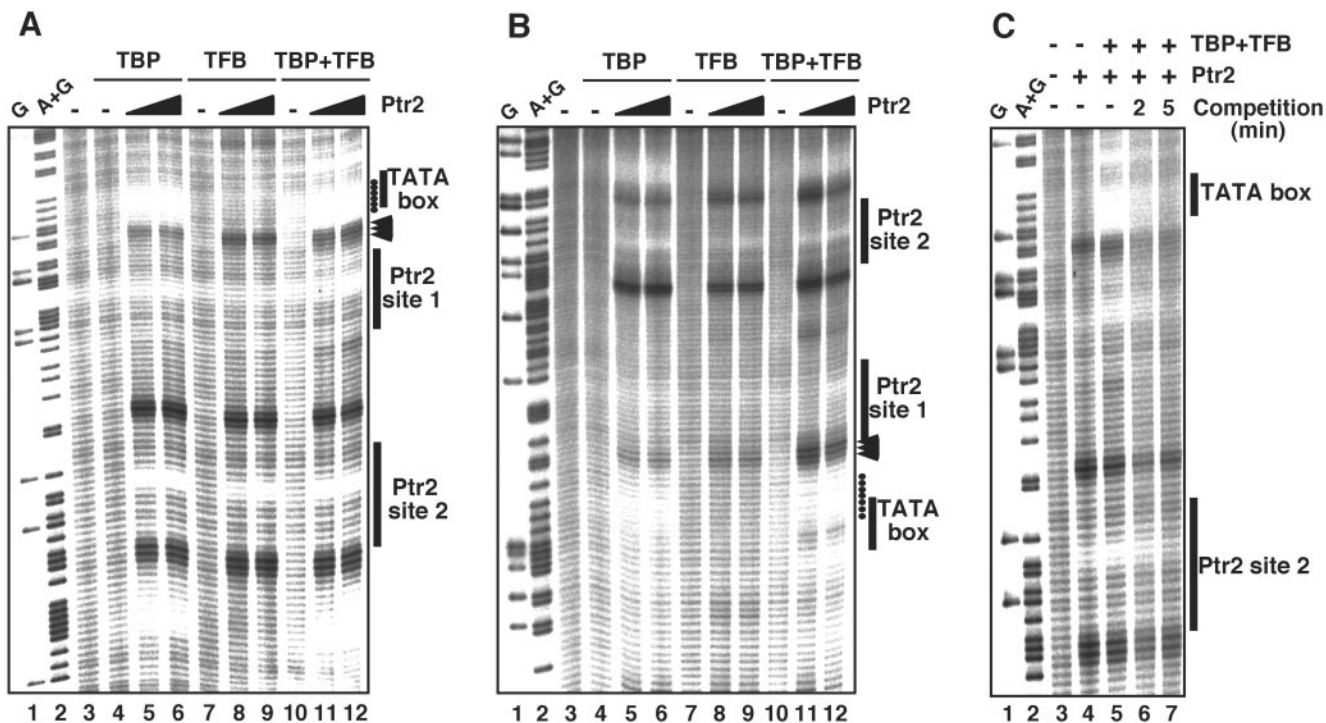 A
TBP TFB TBP+TFB
G A+G - - - - Ptr2
TATA
box
Ptr2
site 1
Ptr2
site 2
1 2 3 4 5 6 7 8 9 10 11 12
B
TBP TFB TBP+TFB
G A+G - - - - Ptr2
Ptr2
site 2
Ptr2
site 1
TATA
box
1 2 3 4 5 6 7 8 9 10 11 12
C
- - + + + TBP+TFB
- + + + + Ptr2
G A+G - - - 2 5 Competition
(min)
TATA box
Ptr2 site 2
1 2 3 4 5 6 7